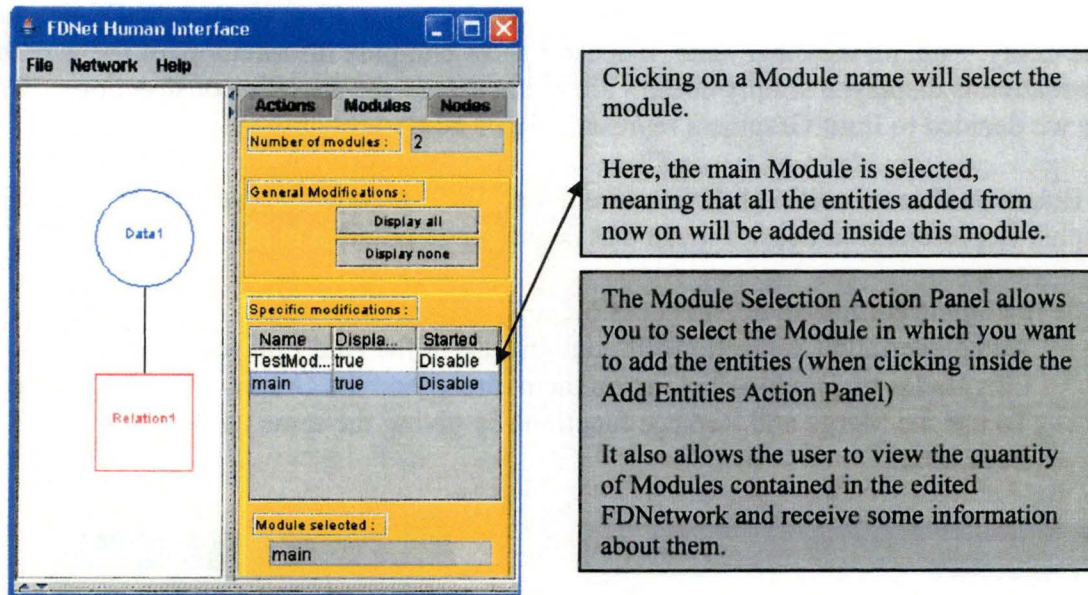 FDNet Human Interface
File Network Help
Actions Modules Nodes
Number of modules : 2
General Modifications :
Display all
Display none
Data1
Relation1
Specific modifications :
Name Displa... Started
TestMod... true Disable
main true Disable
Module selected :
main
Clicking on a Module name will select the
module.
Here, the main Module is selected,
meaning that all the entities added from
now on will be added inside this module.
The Module Selection Action Panel allows
you to select the Module in which you want
to add the entities (when clicking inside the
Add Entities Action Panel)
It also allows the user to view the quantity
of Modules contained in the edited
FDNetwork and receive some information
about them.